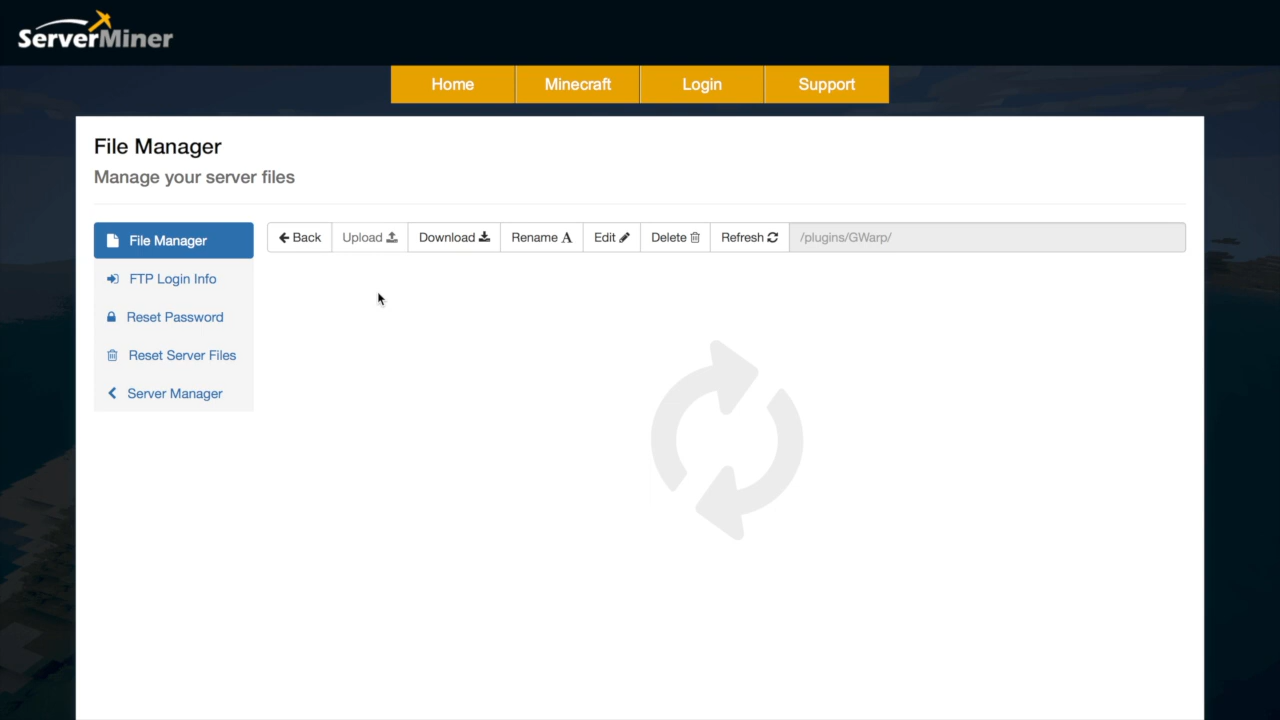 ServerMiner
Home Minecraft Login Support
File Manager
Manage your server files
File Manager
Back Upload Download Rename A Edit Delete Refresh /plugins/GWarp/
FTP Login Info
Reset Password
Reset Server Files
Server Manager